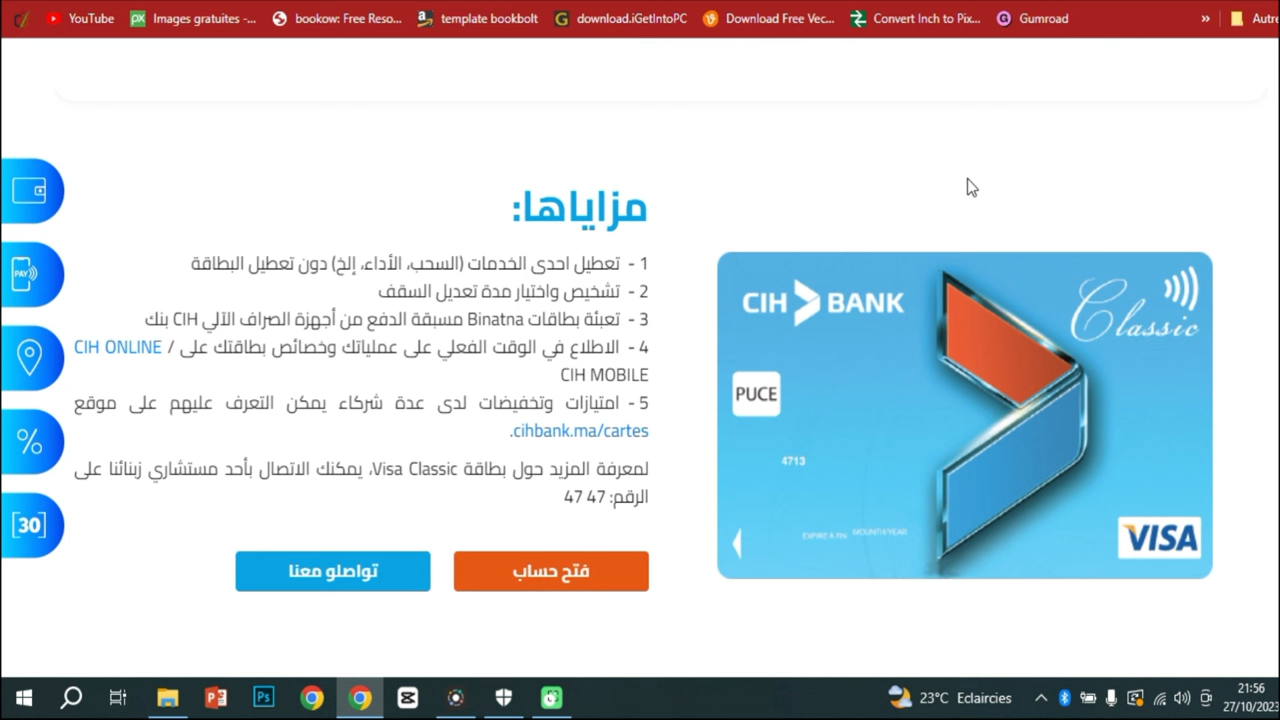 YouTube Images gratuites -... bookow: Free Reso... template bookbolt download.iGetIntoPC Download Free Vec... Convert Inch to Pix... Gumroad » Autre
مزاياها:
1 - تعطيل احدى الخدمات (السحب، الأداء، إلخ) دون تعطيل البطاقة
2 - تشخيص واختيار مدة تعديل السقف
3 - تعبئة بطاقات Binatna مسبقة الدفع من أجهزة الصراف الآلي CIH بنك
4 - الاطلاع في الوقت الفعلي على عملياتك وخصائص بطاقتك على / CIH ONLINE
CIH MOBILE
5 - امتيازات وتخفيضات لدى عدة شركاء يمكن التعرف عليهم على موقع
cihbank.ma/cartes.
لمعرفة المزيد حول بطاقة Visa Classic، يمكنك الاتصال بأحد مستشاري زبنائنا على
الرقم: 47 47
فتح حساب
تواصلو معنا
CIH BANK
Classic
PUCE
4713
EXPIRE A FIN MOUNTH/YEAR
VISA
PAY
%
[30]
23°C Eclaircies
21:56
27/10/2023